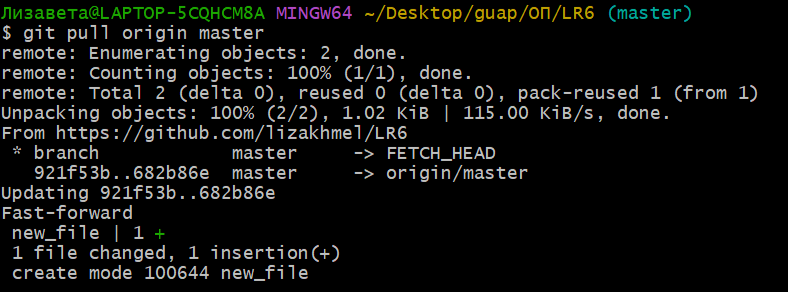 Лизавета@LAPTOP-5CQHCM8A MINGW64 ~/Desktop/guap/ОП/LR6 (master)
$ git pull origin master
remote: Enumerating objects: 2, done.
remote: Counting objects: 100% (1/1), done.
remote: Total 2 (delta 0), reused 0 (delta 0), pack-reused 1 (from 1)
Unpacking objects: 100% (2/2), 1.02 KiB | 115.00 KiB/s, done.
From https://github.com/lizakhmel/LR6
 * branch            master     -> FETCH_HEAD
   921f53b..682b86e  master     -> origin/master
Updating 921f53b..682b86e
Fast-forward
 new_file | 1 +
 1 file changed, 1 insertion(+)
 create mode 100644 new_file